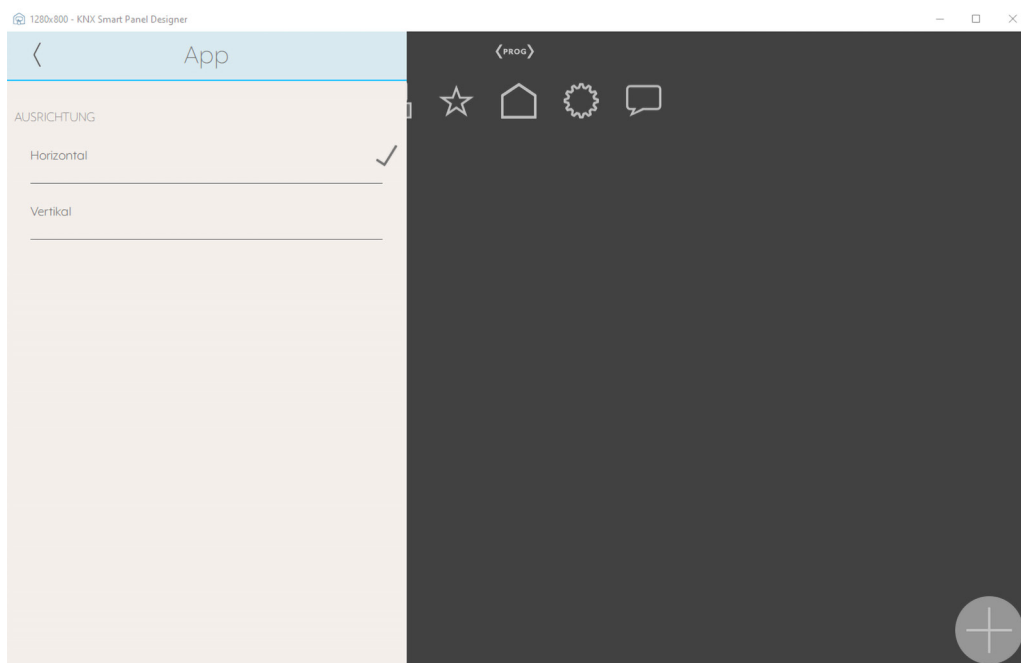 1280x800 - KNX Smart Panel Designer
App
PROG
AUSRICHTUNG
Horizontal
Vertikal